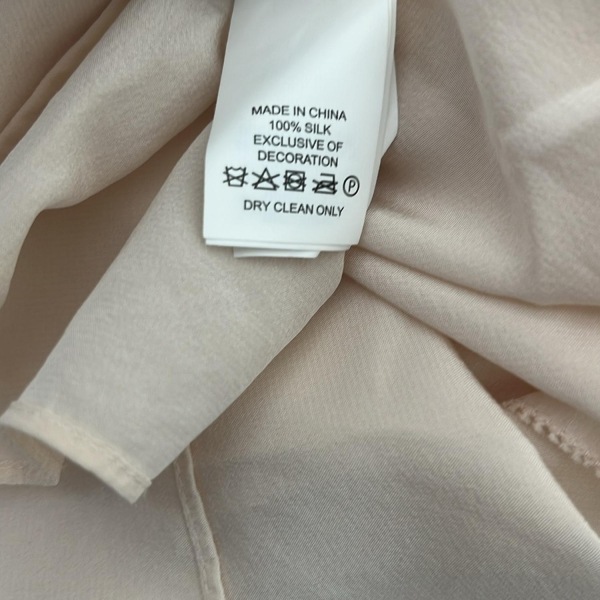 MADE IN CHINA
100% SILK
EXCLUSIVE OF
DECORATION
P
DRY CLEAN ONLY